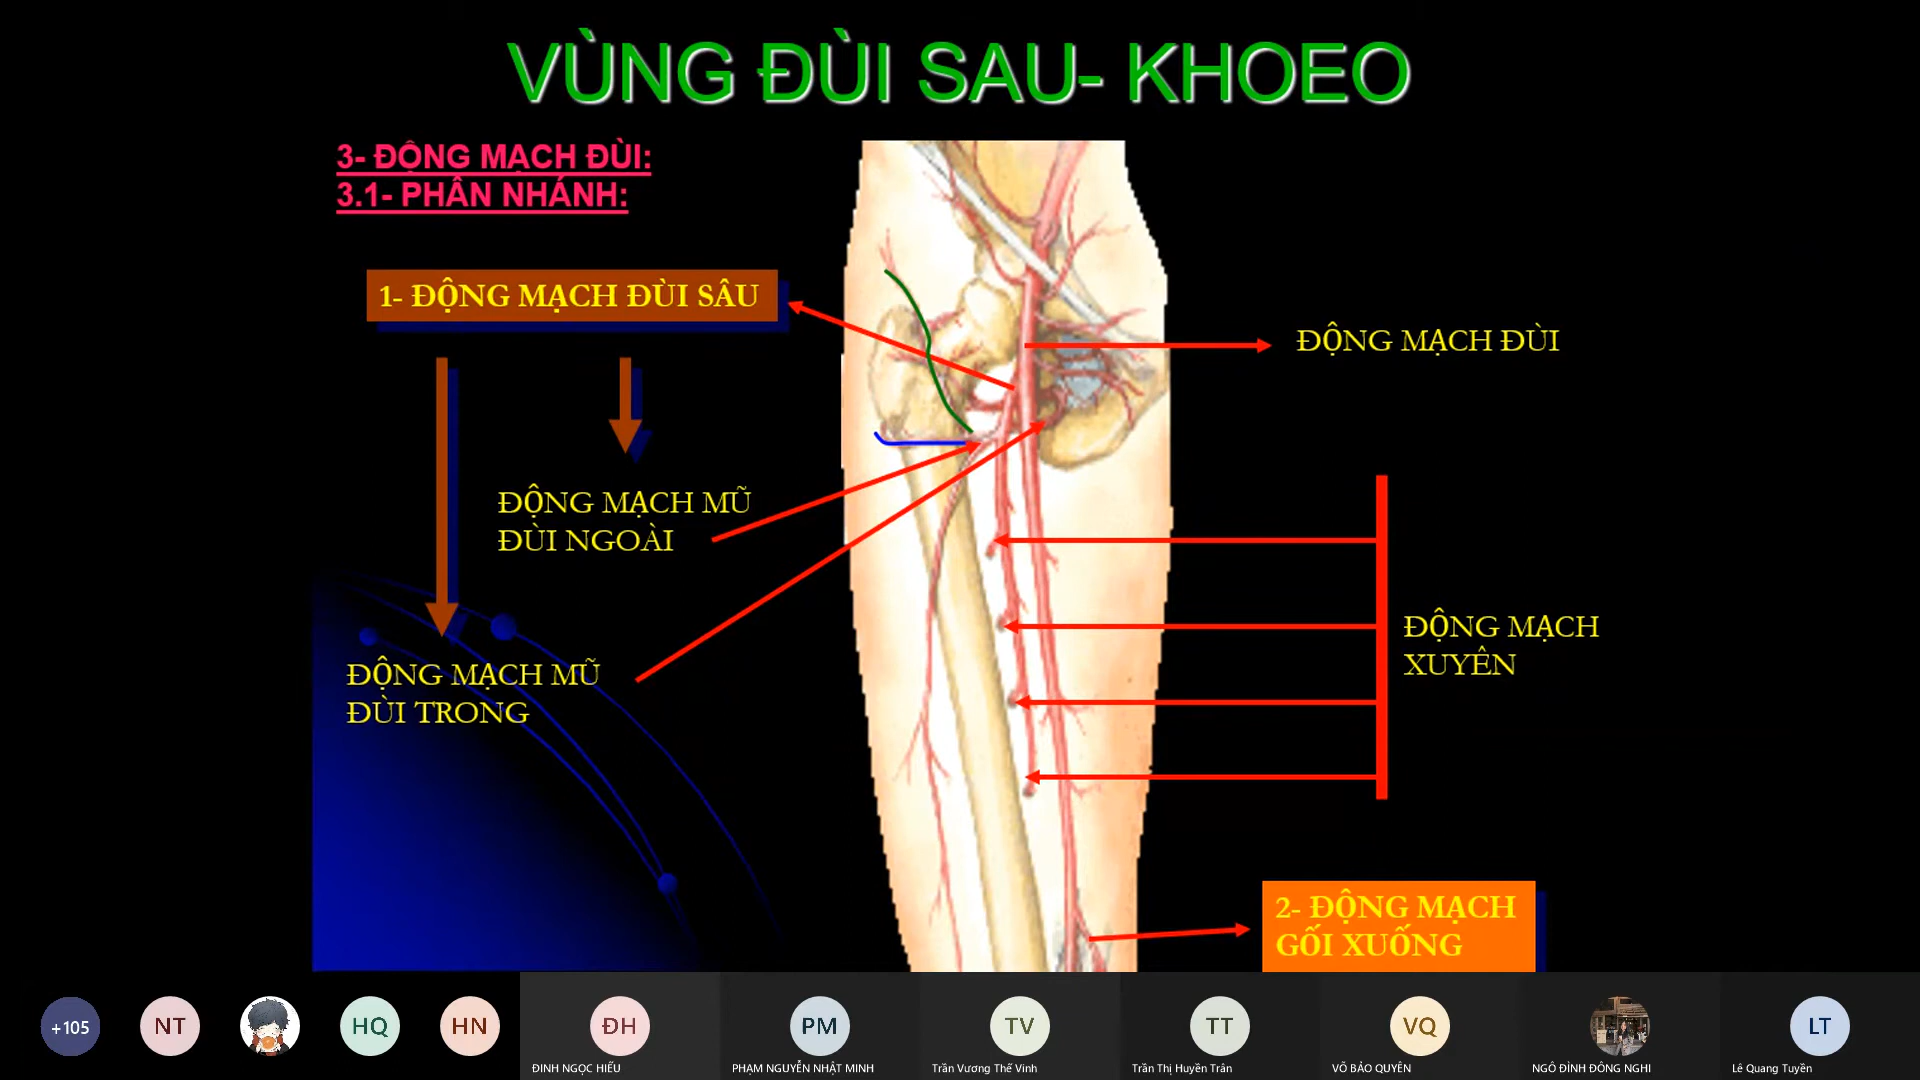 VÙNG ĐÙI SAU- KHOEO
3- ĐỘNG MẠCH ĐÙI:
3.1- PHÂN NHÁNH:
1- ĐỘNG MẠCH ĐÙI SÂU
ĐỘNG MẠCH ĐÙI
ĐỘNG MẠCH MŨ
ĐÙI NGOÀI
ĐỘNG MẠCH
XUYÊN
ĐỘNG MẠCH MŨ
ĐÙI TRONG
2- ĐỘNG MẠCH
GỐI XUỐNG
+105
NT
HQ
HN
ĐH
PM
TV
TT
VQ
LT
ĐINH NGỌC HIẾU
PHẠM NGUYỄN NHẬT MINH
Trần Vương Thế Vinh
Trần Thị Huyền Trân
VÕ BẢO QUYÊN
NGÔ ĐÌNH ĐÔNG NGHI
Lê Quang Tuyền